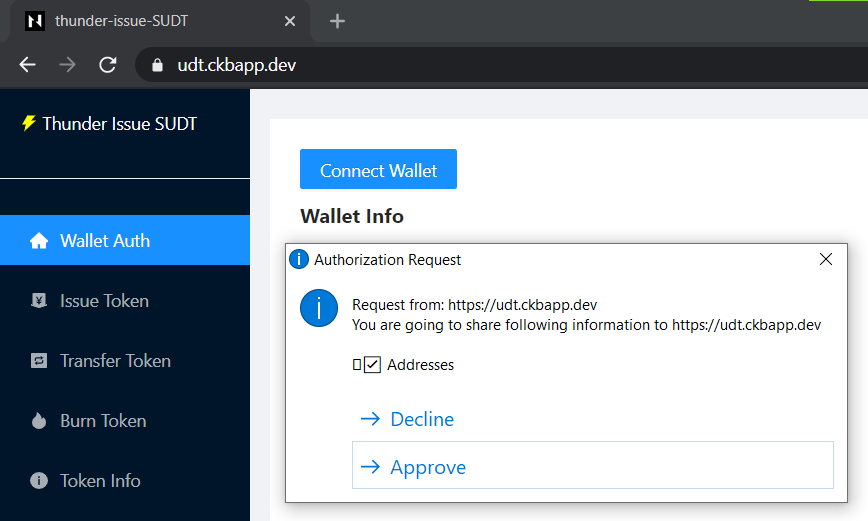 thunder-issue-SUDT
udt.ckbapp.dev
Thunder Issue SUDT
Wallet Auth
Issue Token
Transfer Token
Burn Token
Token Info
Connect Wallet
Wallet Info
Authorization Request
Request from: https://udt.ckbapp.dev
You are going to share following information to https://udt.ckbapp.dev
Addresses
Decline
Approve